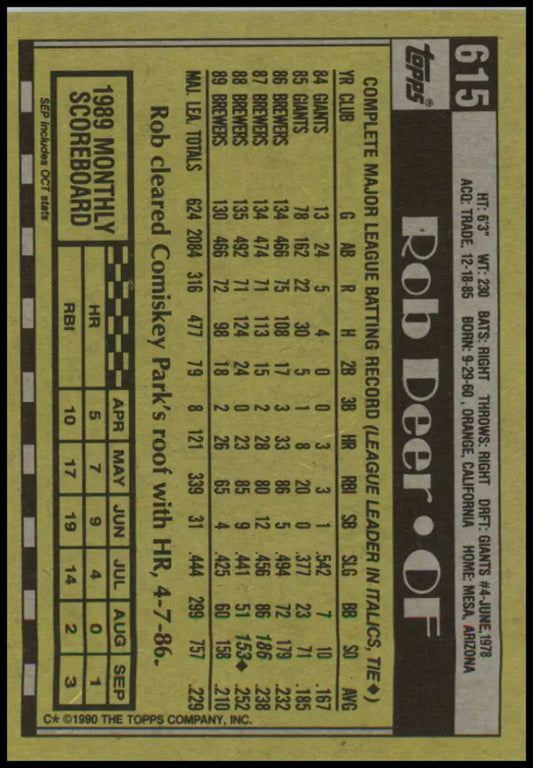 615
HT: 6'3" WT: 230 BATS: RIGHT THROWS: RIGHT DRFT: GIANTS #4-JUNE, 1978
ACQ: TRADE, 12-18-85 BORN: 9-29-60, ORANGE, CALIFORNIA HOME: MESA, ARIZONA
TOPPS®
Rob Deer • OF
COMPLETE MAJOR LEAGUE BATTING RECORD (LEAGUE LEADER IN ITALICS, TIE♦)
YR CLUB G AB R H 2B 3B HR RBI SB SLG BB SO AVG
84 GIANTS 13 24 5 4 0 0 3 3 1 .542 7 10 .167
85 GIANTS 78 162 22 30 5 1 8 20 0 .377 23 71 .185
86 BREWERS 134 466 75 108 17 3 33 86 5 .494 72 179 .232
87 BREWERS 134 474 71 113 15 2 28 80 12 .456 86 186 .238
88 BREWERS 135 492 71 124 24 0 23 85 9 .441 51 153♦ .252
89 BREWERS 130 466 72 98 18 2 26 65 4 .425 60 158 .210
MAJ. LEA. TOTALS 624 2084 316 477 79 8 121 339 31 .444 299 757 .229
Rob cleared Comiskey Park's roof with HR, 4-7-86.
1989 MONTHLY
SCOREBOARD
APR MAY JUN JUL AUG SEP
HR 5 7 9 4 0 1
RBI 10 17 19 14 2 3
SEP includes OCT stats
C* ©1990 THE TOPPS COMPANY, INC.